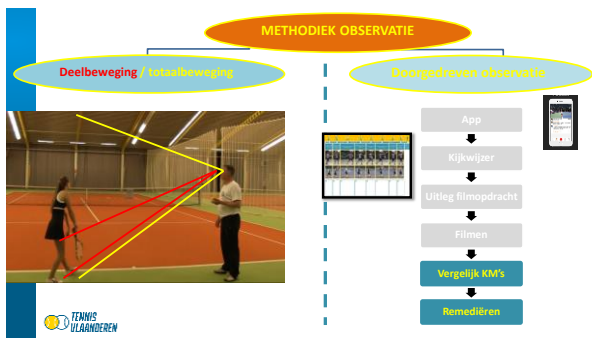 METHODIEK OBSERVATIE
Deelbeweging / totaalbeweging
Doorgedreven observatie
App
Kijkwijzer
Uitleg filmopdracht
Filmen
Vergelijk KM's
Remediëren
TENNIS
VLAANDEREN